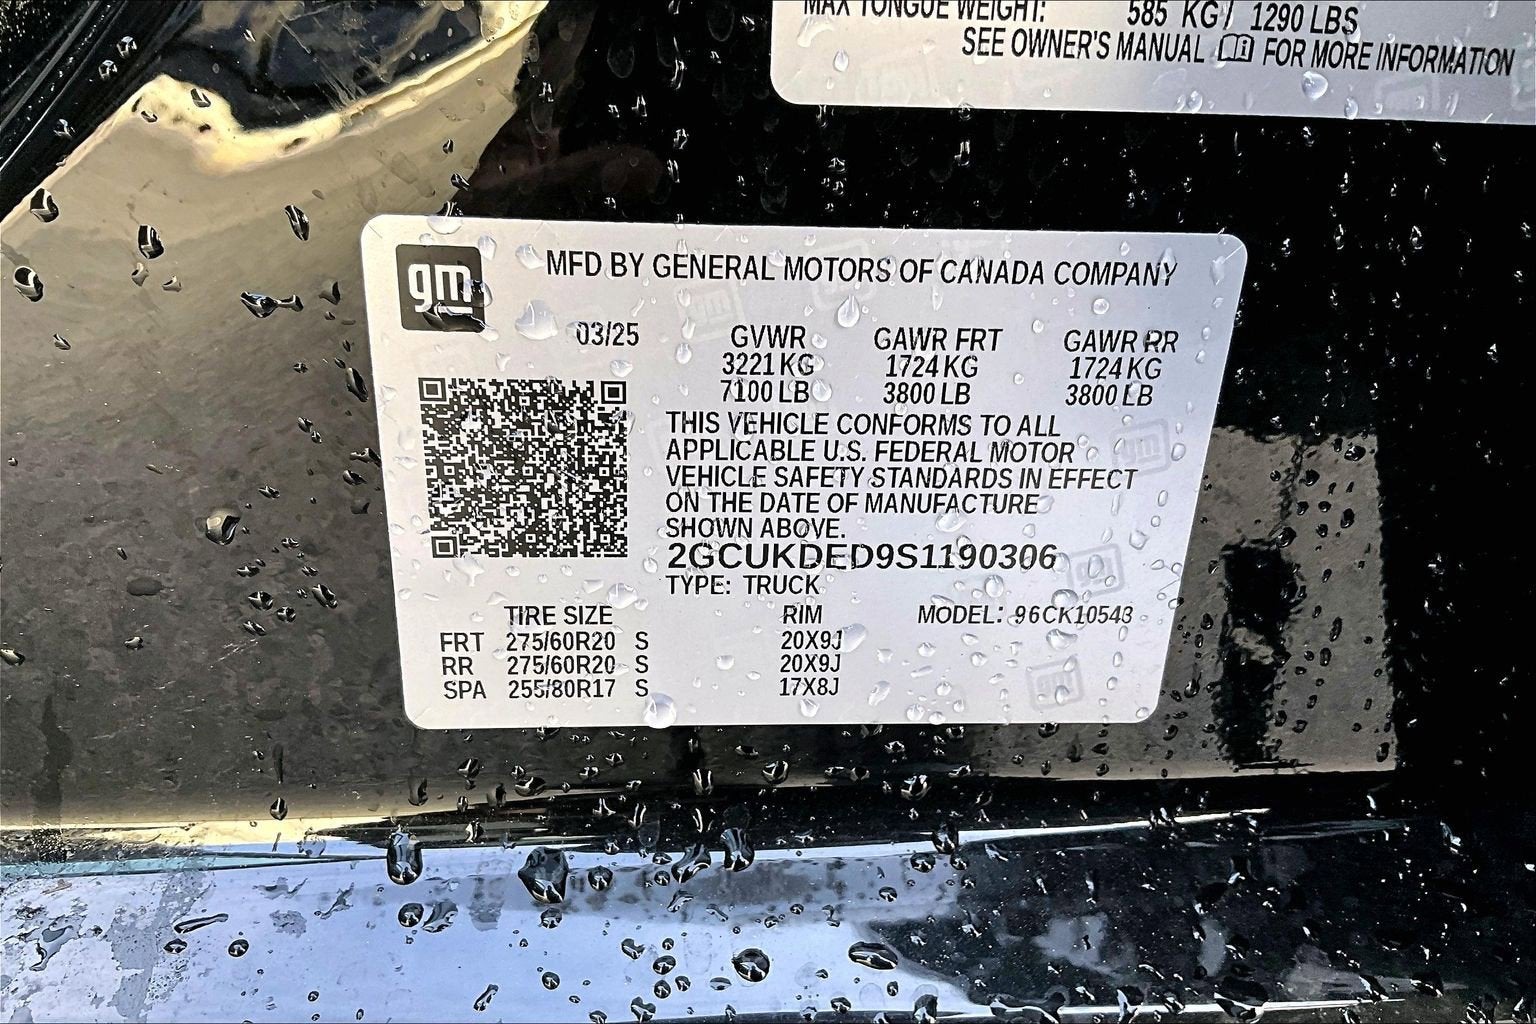 MAX TONGUE WEIGHT: 585 KG / 1290 LBS
SEE OWNER'S MANUAL FOR MORE INFORMATION
gm
MFD BY GENERAL MOTORS OF CANADA COMPANY
03/25 GVWR GAWR FRT GAWR RR
3221 KG 1724 KG 1724 KG
7100 LB 3800 LB 3800 LB
THIS VEHICLE CONFORMS TO ALL
APPLICABLE U.S. FEDERAL MOTOR
VEHICLE SAFETY STANDARDS IN EFFECT
ON THE DATE OF MANUFACTURE
SHOWN ABOVE.
2GCUKDED9S1190306
TYPE: TRUCK
TIRE SIZE RIM MODEL: 96CK10543
FRT 275/60R20 S 20X9J
RR 275/60R20 S 20X9J
SPA 255/80R17 S 17X8J